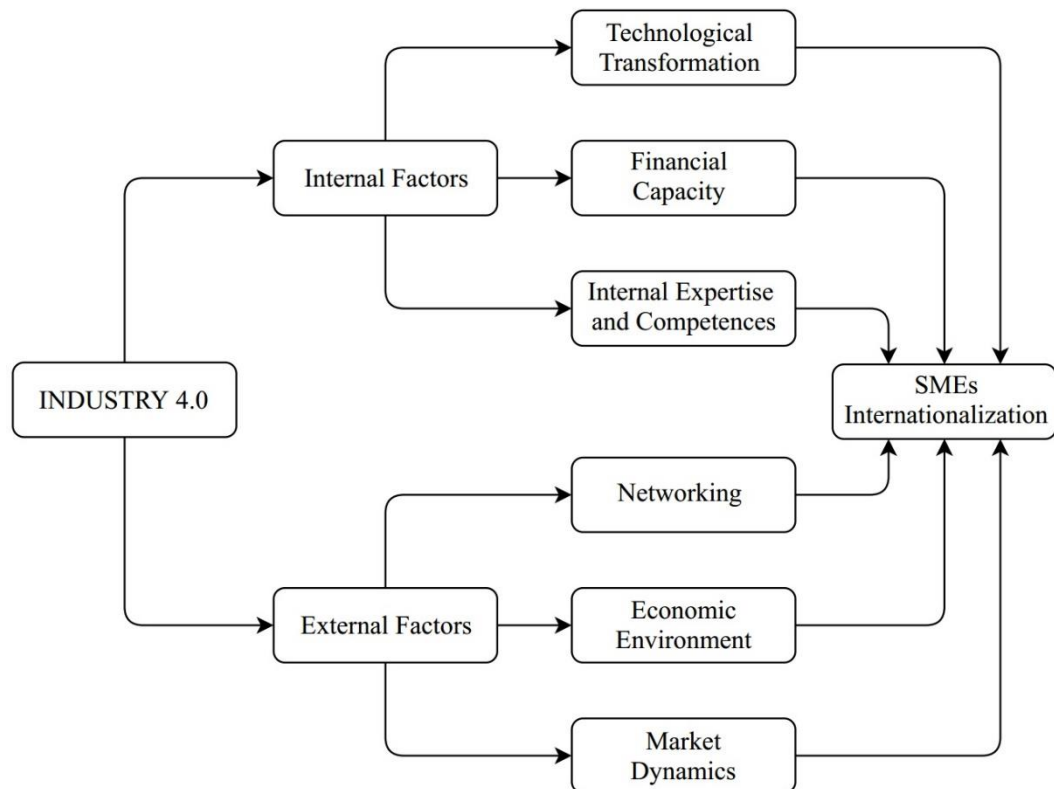 Technological
Transformation
Internal Factors
Financial
Capacity
Internal Expertise
and Competences
INDUSTRY 4.0
SMEs
Internationalization
Networking
External Factors
Economic
Environment
Market
Dynamics